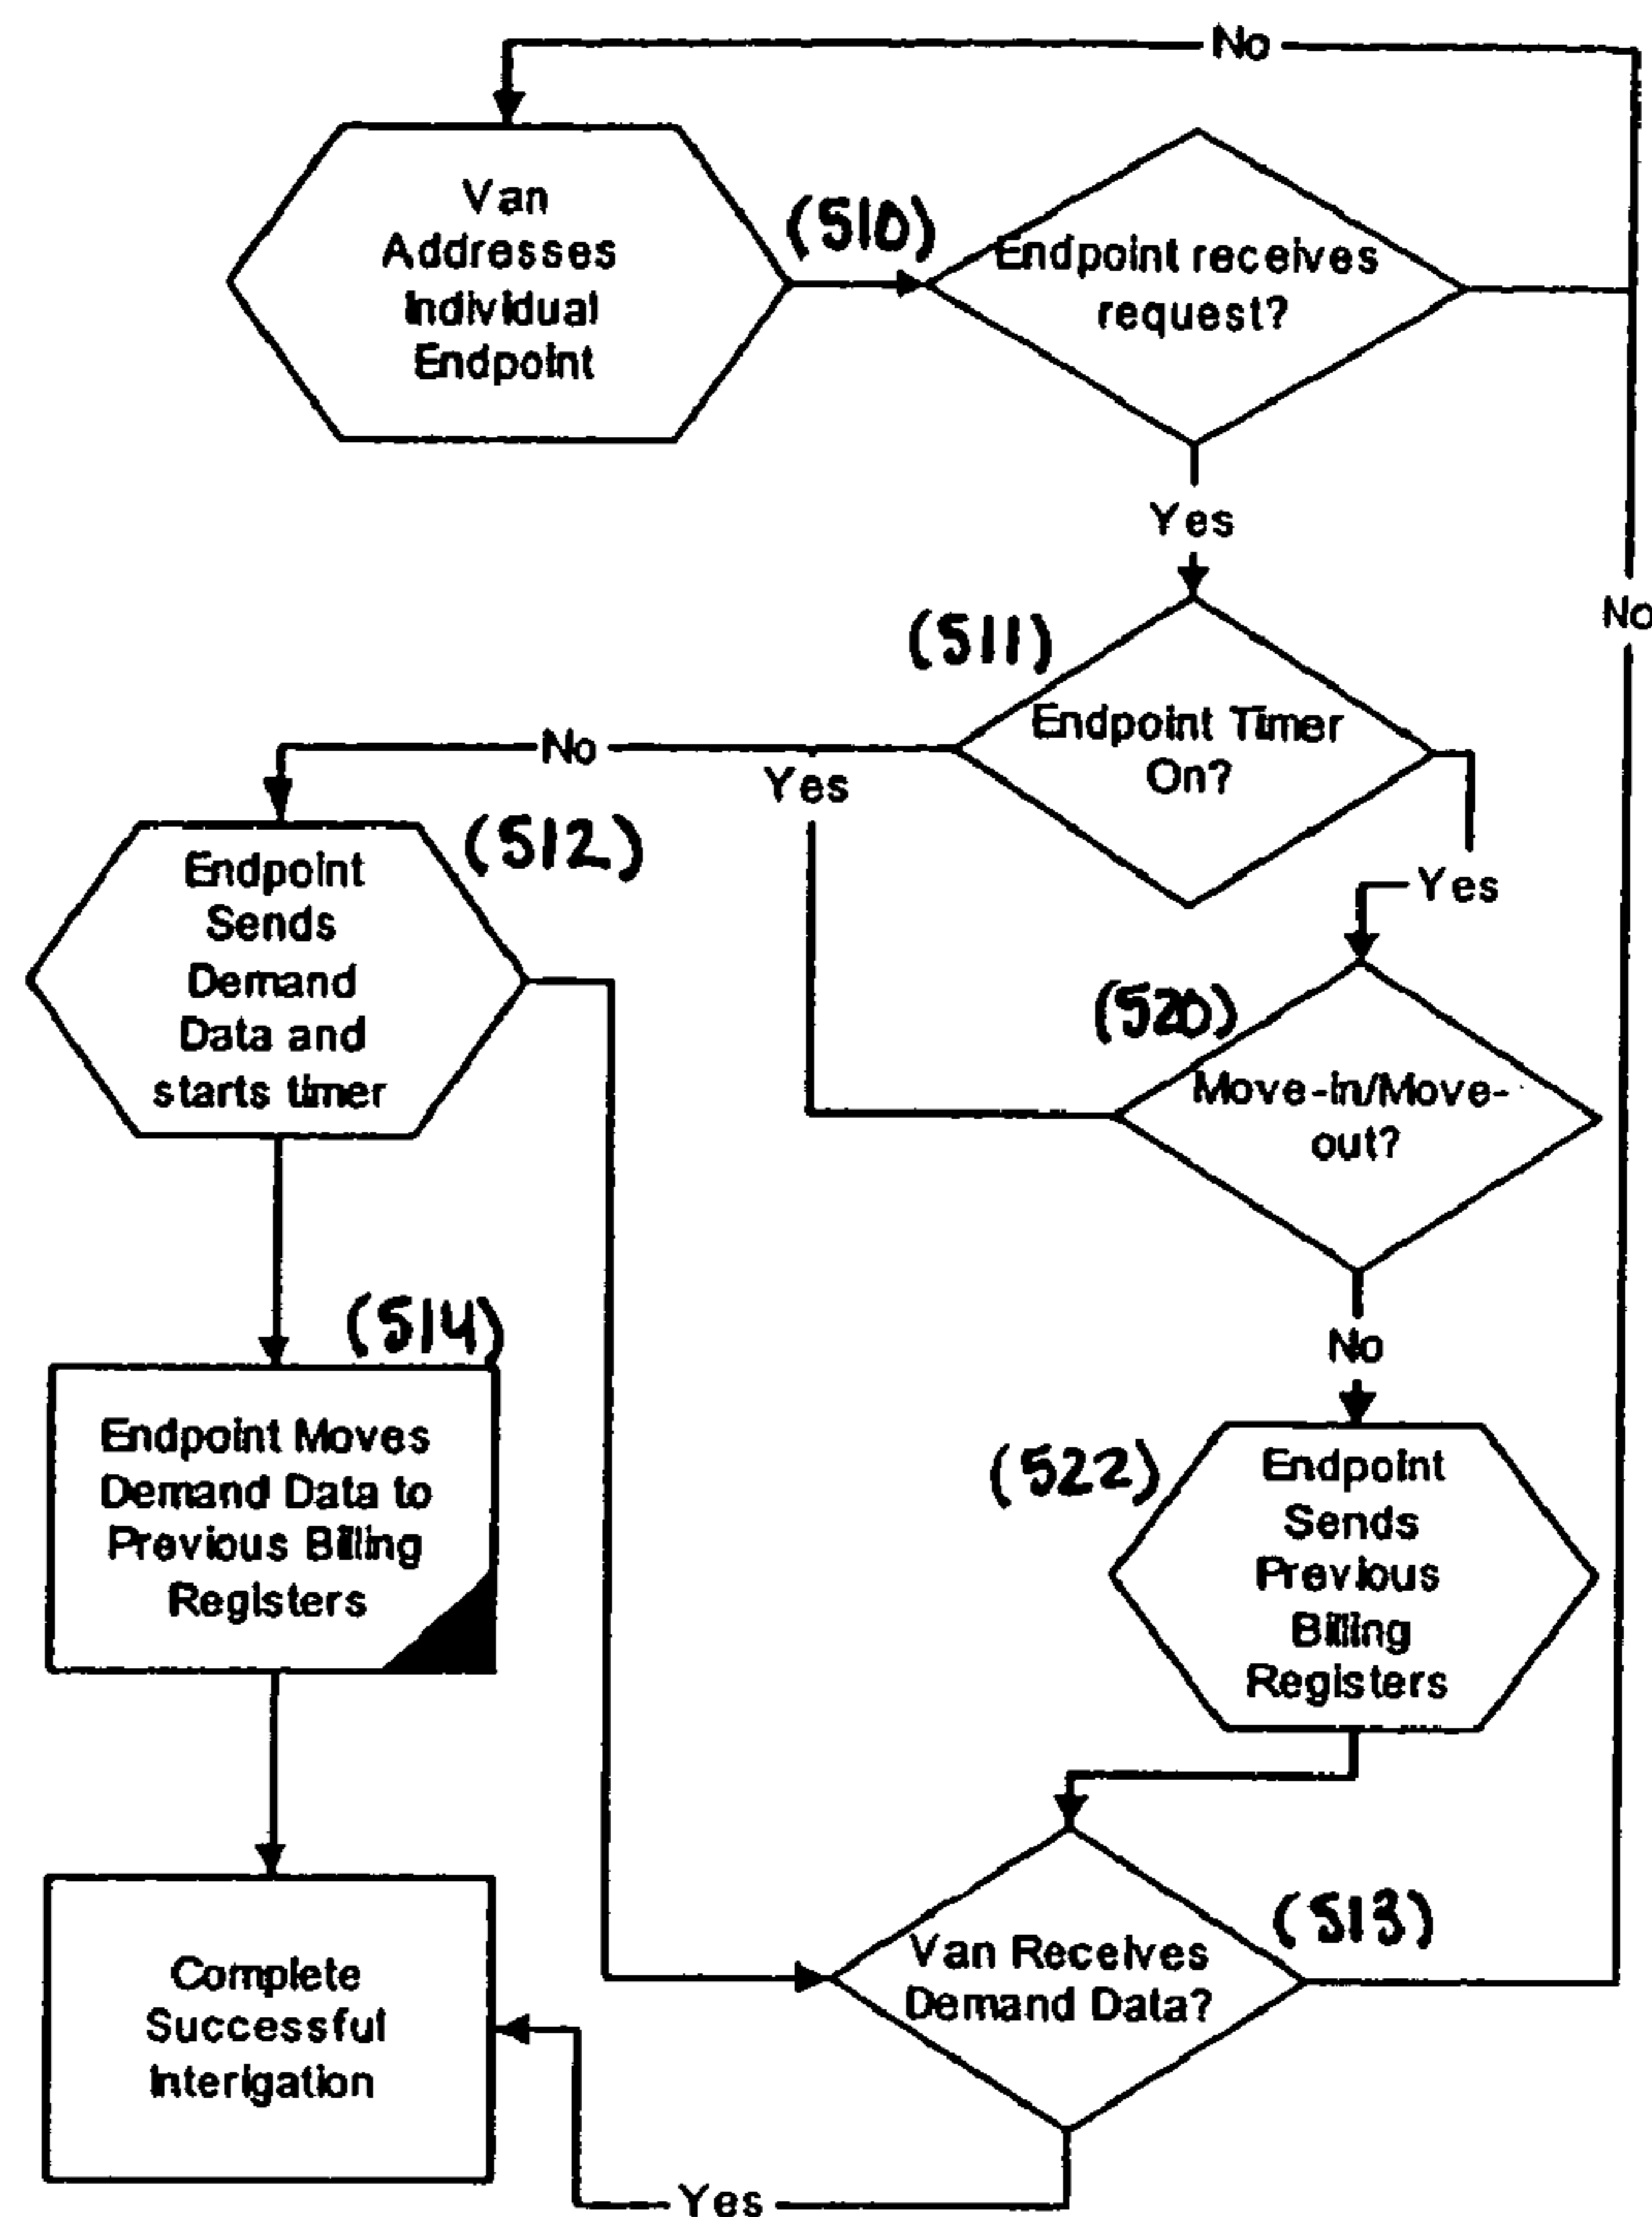 No
Van
Addresses
Individual
Endpoint
(510)
Endpoint receives
request?
Yes
No
(511)
Endpoint Timer
On?
No
Yes
Yes
(512)
Endpoint
Sends
Demand
Data and
starts timer
(520)
Move-in/Move-
out?
No
(514)
Endpoint Moves
Demand Data to
Previous Billing
Registers
(522)
Endpoint
Sends
Previous
Billing
Registers
(513)
Van Receives
Demand Data?
Complete
Successful
Interigation
Yes